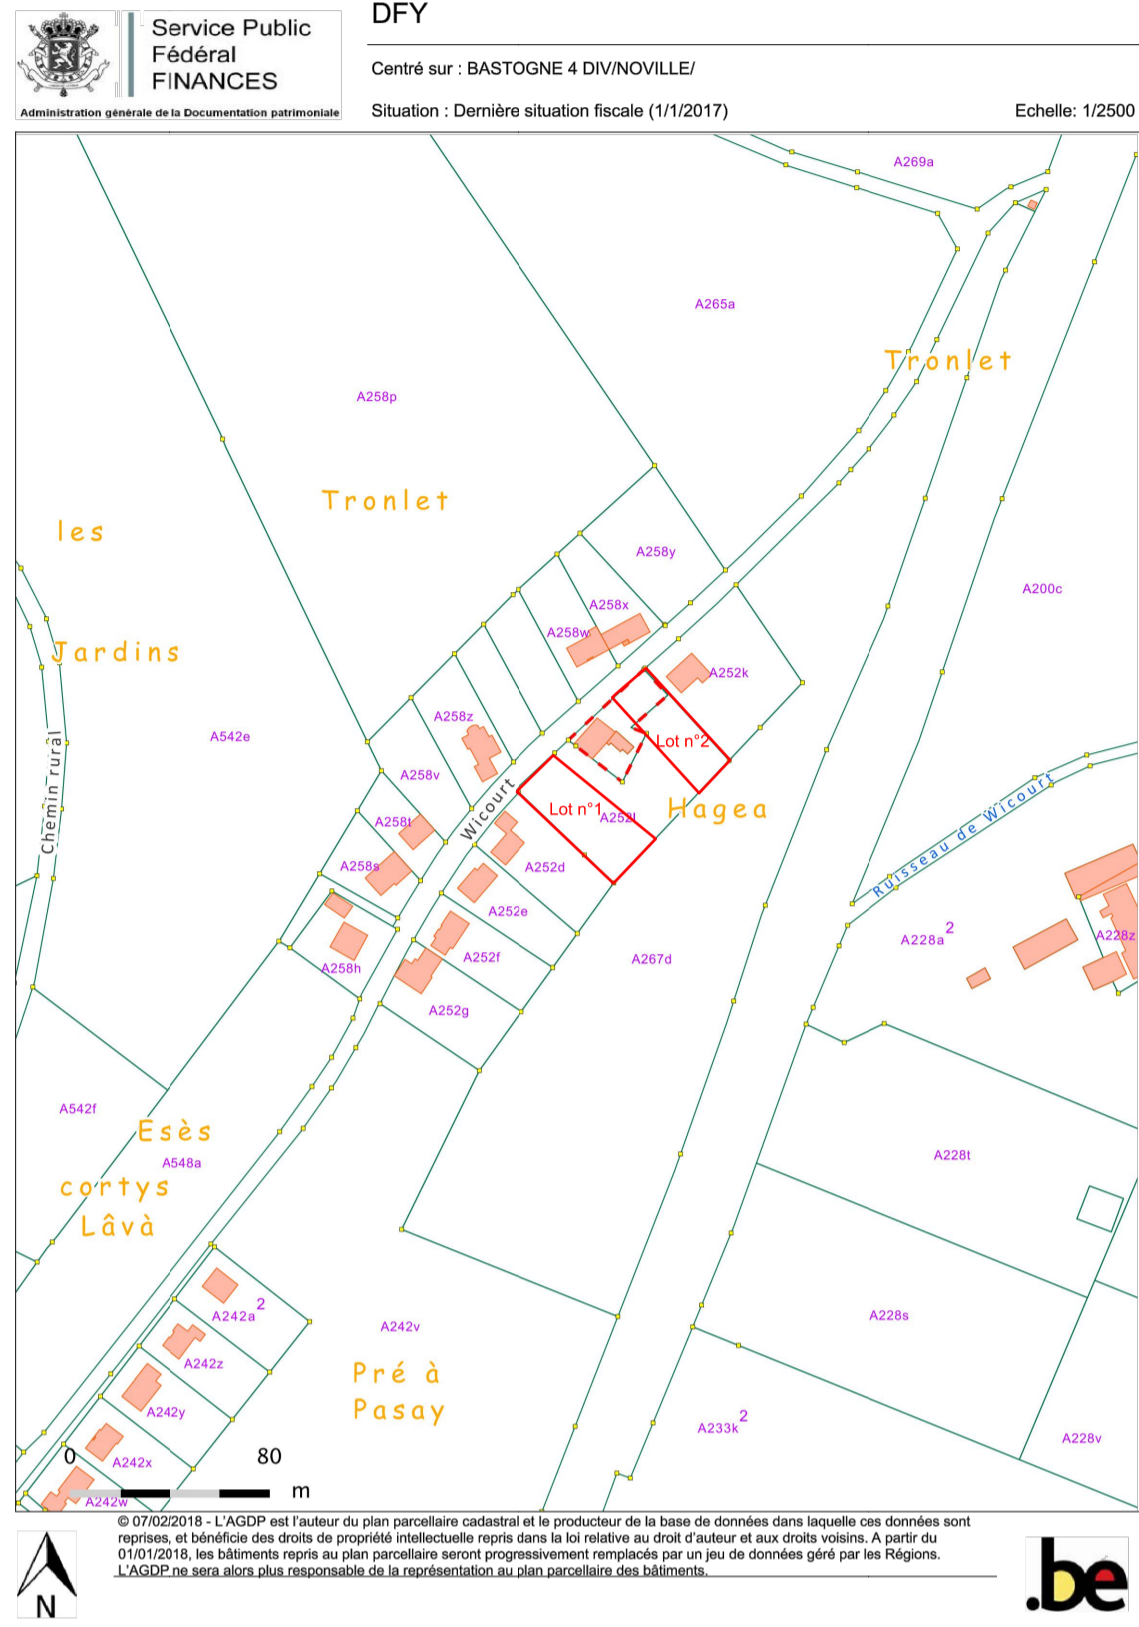 DFY
Service Public
Fédéral
FINANCES
Administration générale de la Documentation patrimoniale
Centré sur : BASTOGNE 4 DIV/NOVILLE/
Situation : Dernière situation fiscale (1/1/2017)
Echelle: 1/2500
A269a
A265a
Tronlet
A258p
Tronlet
les
A258y
A200c
A258x
A258w
Jardins
A252k
A258z
A542e
Lot n°2
Chemin rural
A258v
Wicourt
Hagea
Lot n°1
A252l
A258t
Ruisseau de Wicourt
A258s
A252d
A252e
A228a 2
A228z
A252f
A267d
A258h
A252g
A542f
Esès
A548a
A228t
cortys
Lâvà
A242a 2
A228s
A242v
A242z
Pré à
Pasay
A242y
A233k 2
A228v
0
80
A242x
m
A242w
© 07/02/2018 - L'AGDP est l'auteur du plan parcellaire cadastral et le producteur de la base de données dans laquelle ces données sont
reprises, et bénéficie des droits de propriété intellectuelle repris dans la loi relative au droit d'auteur et aux droits voisins. A partir du
01/01/2018, les bâtiments repris au plan parcellaire seront progressivement remplacés par un jeu de données géré par les Régions.
L'AGDP ne sera alors plus responsable de la représentation au plan parcellaire des bâtiments.
N
.be